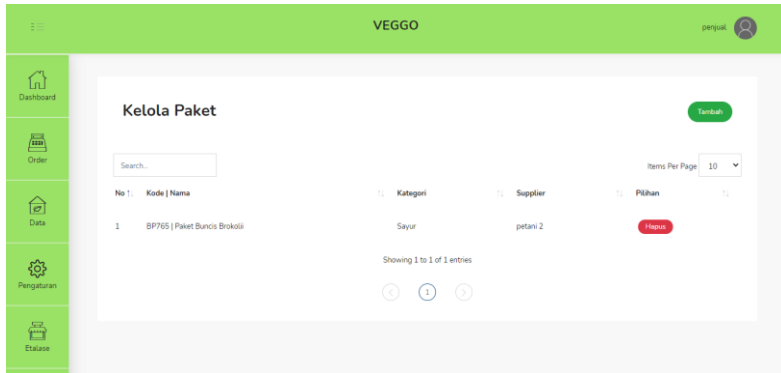 VEGGO
penjual
Dashboard
Order
Data
Pengaturan
Etalase
Kelola Paket
Tambah
Search...
Items Per Page 10
No Kode | Nama Kategori Supplier Pilihan
1 BP765 | Paket Buncis Brokolii Sayur petani 2 Hapus
Showing 1 to 1 of 1 entries
1